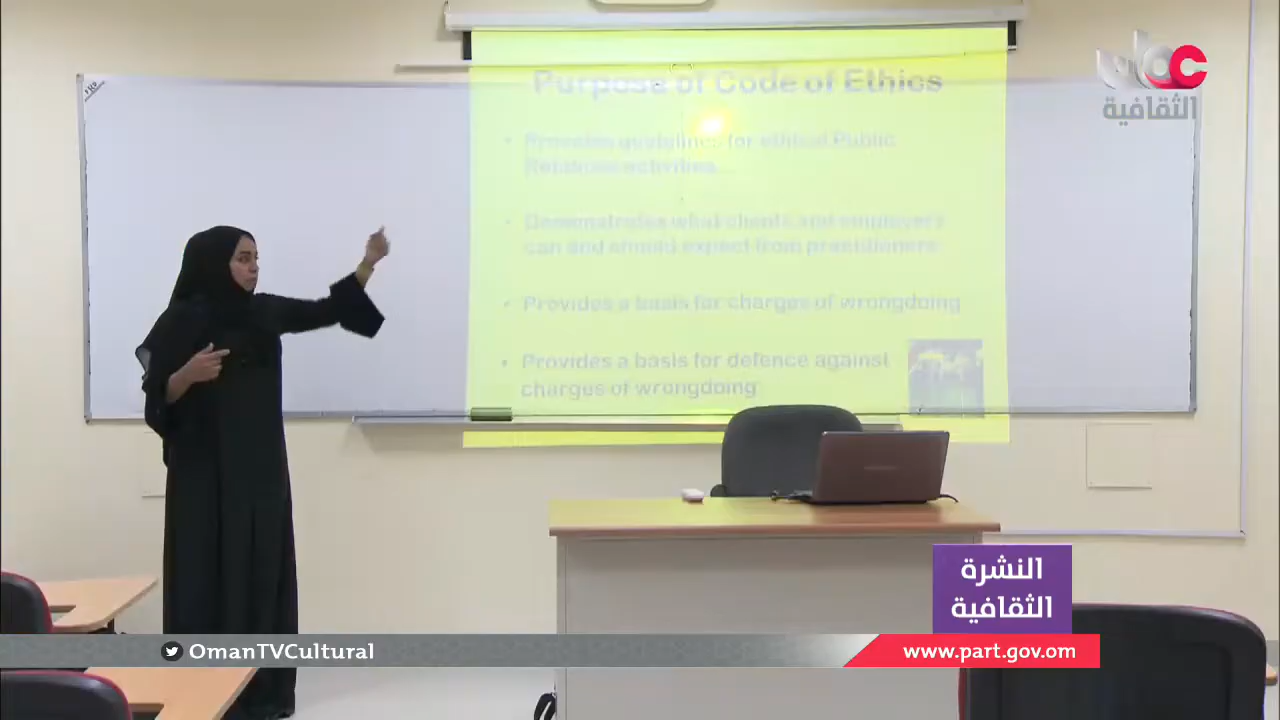 عمان
الثقافية
Purpose of Code of Ethics
• Provides guidelines for ethical Public
Relations activities...
• Demonstrates what clients and employers
can and should expect from practitioners
• Provides a basis for charges of wrongdoing
• Provides a basis for defence against
charges of wrongdoing
النشرة
الثقافية
OmanTVCultural
www.part.gov.om